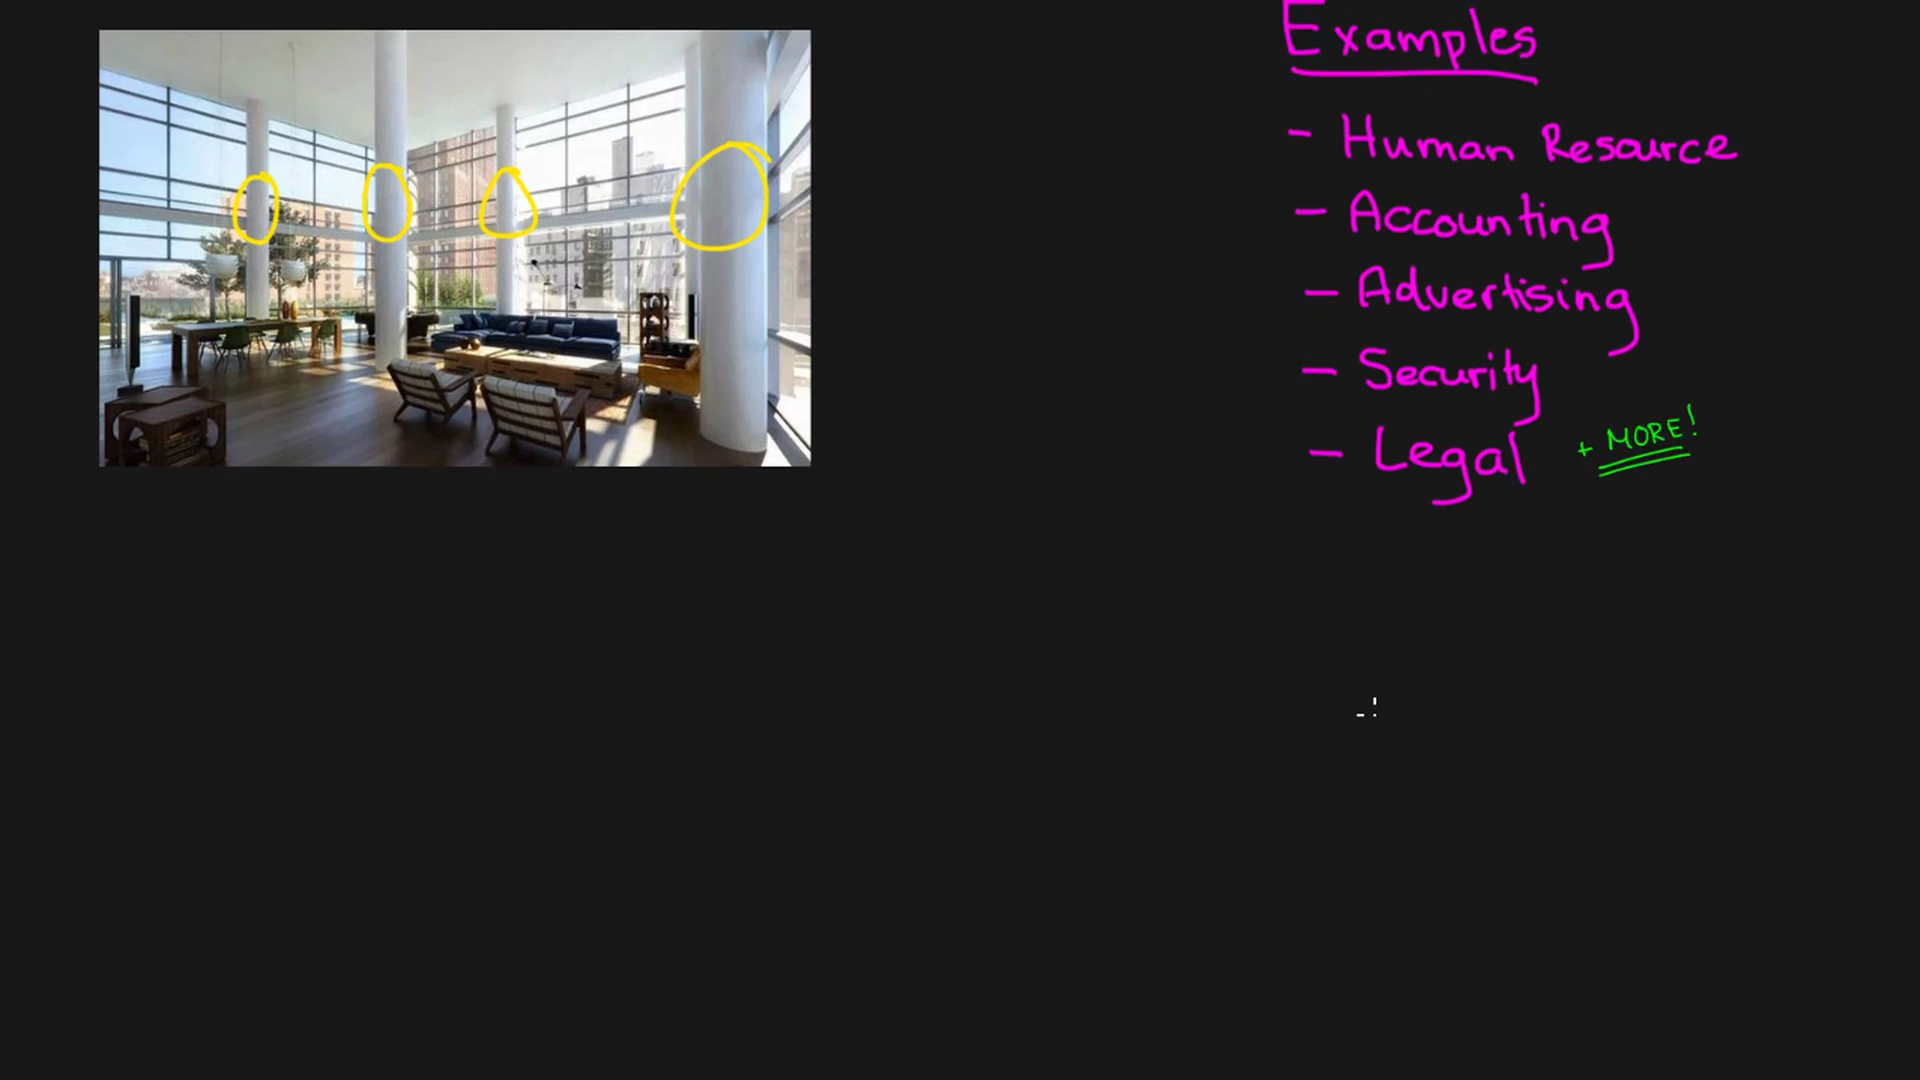 Examples
- Human Resource
- Accounting
- Advertising
- Security
- Legal + MORE!